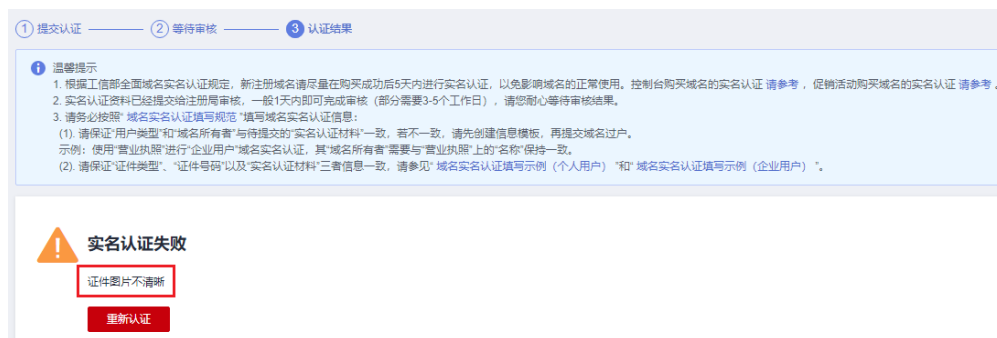 1 提交认证 2 等待审核 3 认证结果
温馨提示
1. 根据工信部全面域名实名认证规定，新注册域名请尽量在购买成功后5天内进行实名认证，以免影响域名的正常使用。控制台购买域名的实名认证 请参考 ，促销活动购买域名的实名认证 请参考 。
2. 实名认证资料已经提交给注册局审核，一般1天内即可完成审核（部分需要3-5个工作日），请您耐心等待审核结果。
3. 请务必按照“ 域名实名认证填写规范 ”填写域名实名认证信息：
(1). 请保证“用户类型”和“域名所有者”与待提交的“实名认证材料”一致，若不一致，请先创建信息模板，再提交域名过户。
示例：使用“营业执照”进行“企业用户”域名实名认证，其“域名所有者”需要与“营业执照”上的“名称”保持一致。
(2). 请保证“证件类型”、“证件号码”以及“实名认证材料”三者信息一致，请参见“ 域名实名认证填写示例（个人用户） ”和“ 域名实名认证填写示例（企业用户） ”。
实名认证失败
证件图片不清晰
重新认证